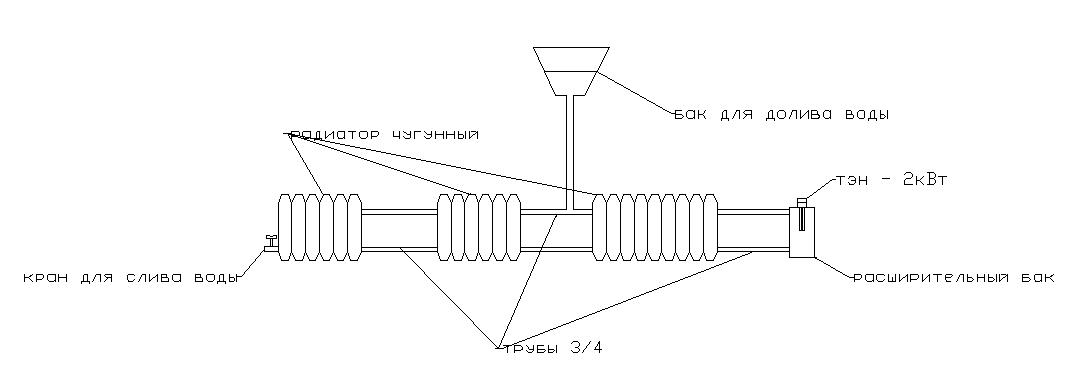 бак для долива воды
радиатор чугунный
тэн - 2кВт
кран для слива воды
расширительный бак
трубы 3/4